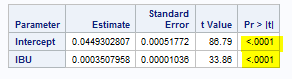 Parameter Estimate Standard Error t Value Pr > |t|
Intercept 0.0449302807 0.00051772 86.79 <.0001
IBU 0.0003507958 0.00001036 33.86 <.0001